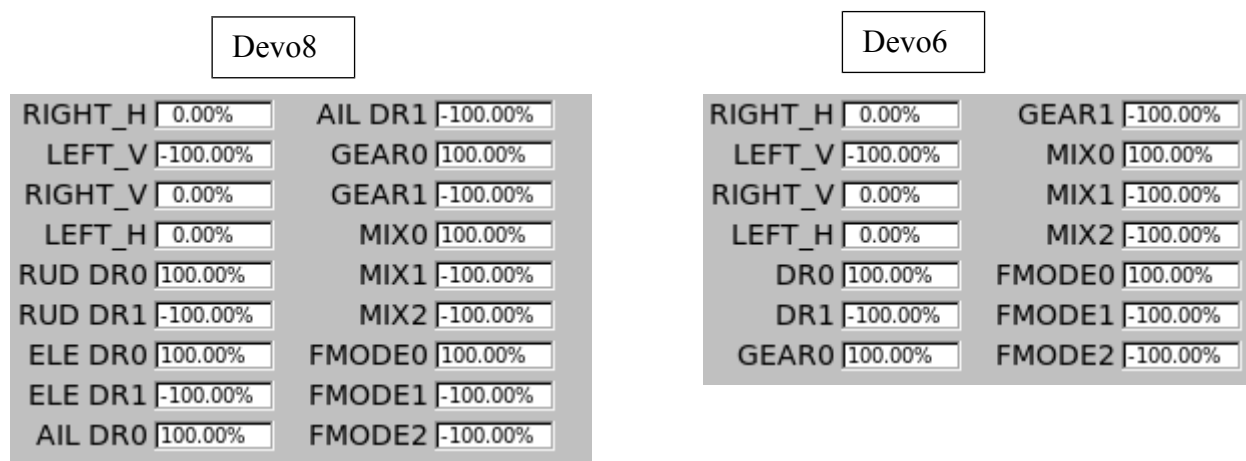 Devo8
RIGHT_H 0.00% AIL DR1 -100.00%
LEFT_V -100.00% GEAR0 100.00%
RIGHT_V 0.00% GEAR1 -100.00%
LEFT_H 0.00% MIX0 100.00%
RUD DR0 100.00% MIX1 -100.00%
RUD DR1 -100.00% MIX2 -100.00%
ELE DR0 100.00% FMODE0 100.00%
ELE DR1 -100.00% FMODE1 -100.00%
AIL DR0 100.00% FMODE2 -100.00%
Devo6
RIGHT_H 0.00% GEAR1 -100.00%
LEFT_V -100.00% MIX0 100.00%
RIGHT_V 0.00% MIX1 -100.00%
LEFT_H 0.00% MIX2 -100.00%
DR0 100.00% FMODE0 100.00%
DR1 -100.00% FMODE1 -100.00%
GEAR0 100.00% FMODE2 -100.00%